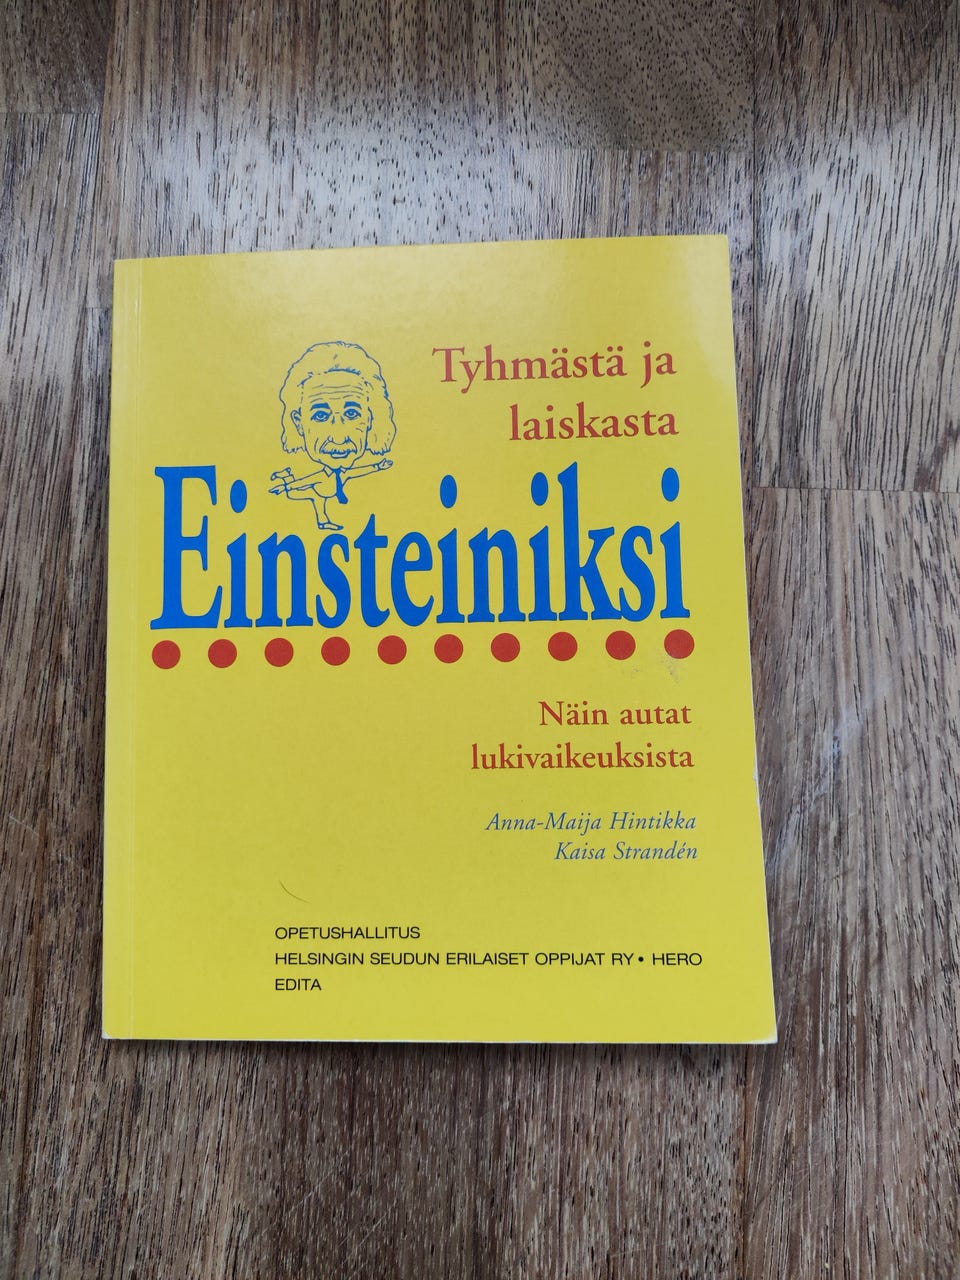 Tyhmästä ja
laiskasta
Einsteiniksi
Näin autat
lukivaikeuksista
Anna-Maija Hintikka
Kaisa Strandén
OPETUSHALLITUS
HELSINGIN SEUDUN ERILAISET OPPIJAT RY • HERO
EDITA